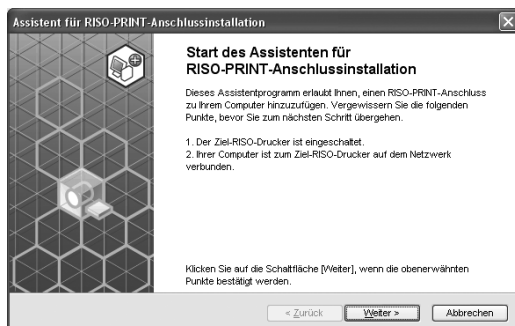 Assistent für RISO-PRINT-Anschlussinstallation
Start des Assistenten für
RISO-PRINT-Anschlussinstallation
Dieses Assistentprogramm erlaubt Ihnen, einen RISO-PRINT-Anschluss
zu Ihrem Computer hinzuzufügen. Vergewissern Sie die folgenden
Punkte, bevor Sie zum nächsten Schritt übergehen.
1. Der Ziel-RISO-Drucker ist eingeschaltet.
2. Ihrer Computer ist zum Ziel-RISO-Drucker auf dem Netzwerk
verbunden.
Klicken Sie auf die Schaltfläche [Weiter], wenn die obenerwähnten
Punkte bestätigt werden.
< Zurück Weiter > Abbrechen